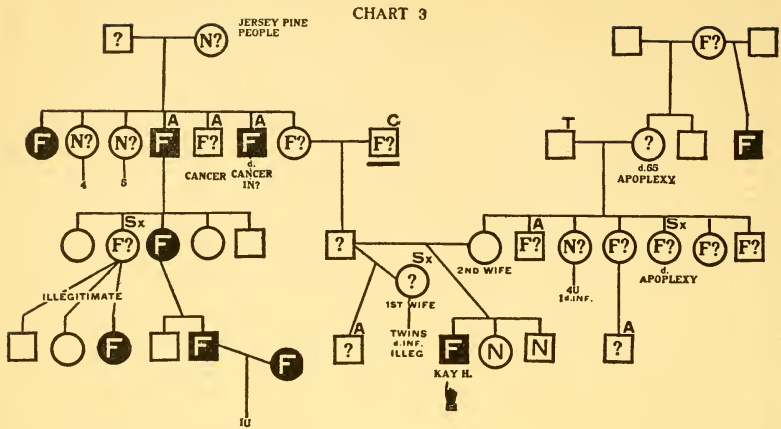 CHART 3
? N? JERSEY PINE
PEOPLE
F?
A A A C T
F N? N? F F? F F? F? ? F
4 5 CANCER d.
CANCER
IN?
d.65
APOPLEXY
Sx A Sx
F? F ? F? N? F? F? F? F?
2ND WIFE
4U
1d.INF.
d.
APOPLEXY
Sx
?
1ST WIFE
ILLEGITIMATE
TWINS
d.INF.
ILLEG
A A
F F F ? F N N ?
KAY H.
1U